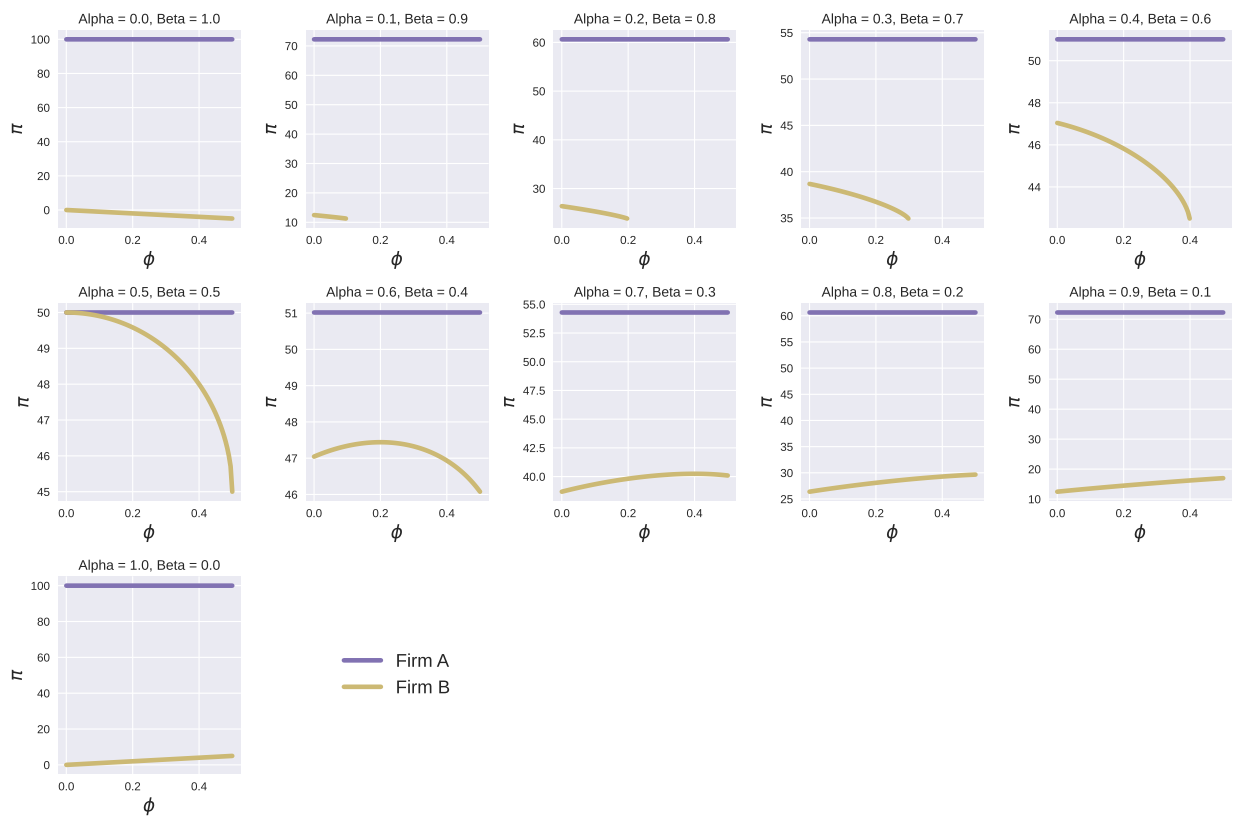 Alpha = 0.0, Beta = 1.0
100
80
60
40
20
0
π
0.0 0.2 0.4
ϕ
Alpha = 0.1, Beta = 0.9
70
60
50
40
30
20
10
π
0.0 0.2 0.4
ϕ
Alpha = 0.2, Beta = 0.8
60
50
40
30
π
0.0 0.2 0.4
ϕ
Alpha = 0.3, Beta = 0.7
55
50
45
40
35
π
0.0 0.2 0.4
ϕ
Alpha = 0.4, Beta = 0.6
50
48
46
44
π
0.0 0.2 0.4
ϕ
Alpha = 0.5, Beta = 0.5
50
49
48
47
46
45
π
0.0 0.2 0.4
ϕ
Alpha = 0.6, Beta = 0.4
51
50
49
48
47
46
π
0.0 0.2 0.4
ϕ
Alpha = 0.7, Beta = 0.3
55.0
52.5
50.0
47.5
45.0
42.5
40.0
π
0.0 0.2 0.4
ϕ
Alpha = 0.8, Beta = 0.2
60
55
50
45
40
35
30
25
π
0.0 0.2 0.4
ϕ
Alpha = 0.9, Beta = 0.1
70
60
50
40
30
20
10
π
0.0 0.2 0.4
ϕ
Alpha = 1.0, Beta = 0.0
100
80
60
40
20
0
π
0.0 0.2 0.4
ϕ
Firm A
Firm B